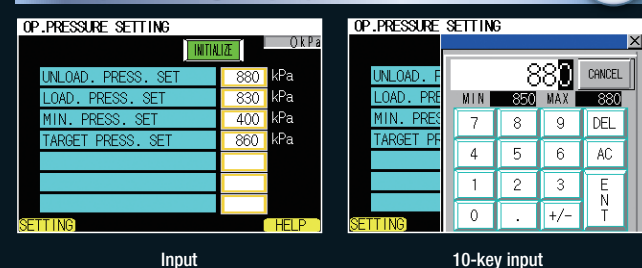 OP.PRESSURE SETTING
INITIALIZE 0kPa
UNLOAD. PRESS. SET 880 kPa
LOAD. PRESS. SET 830 kPa
MIN. PRESS. SET 400 kPa
TARGET PRESS. SET 860 kPa
SETTING HELP
Input
OP.PRESSURE SETTING
X
880 CANCEL
UNLOAD. P
MIN 850 MAX 880
LOAD. PRE
7 8 9 DEL
MIN. PRES
TARGET PR
4 5 6 AC
1 2 3 ENT
0 . +/-
SETTING
10-key input